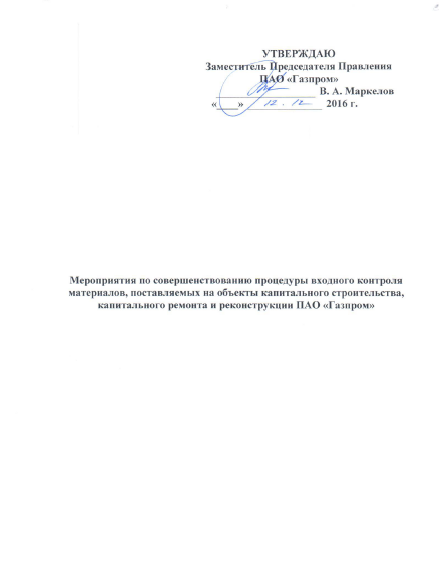 УТВЕРЖДАЮ
Заместитель Председателя Правления
ПАО «Газпром»
В. А. Маркелов
« » 12.12 2016 г.
Мероприятия по совершенствованию процедуры входного контроля
материалов, поставляемых на объекты капитального строительства,
капитального ремонта и реконструкции ПАО «Газпром»